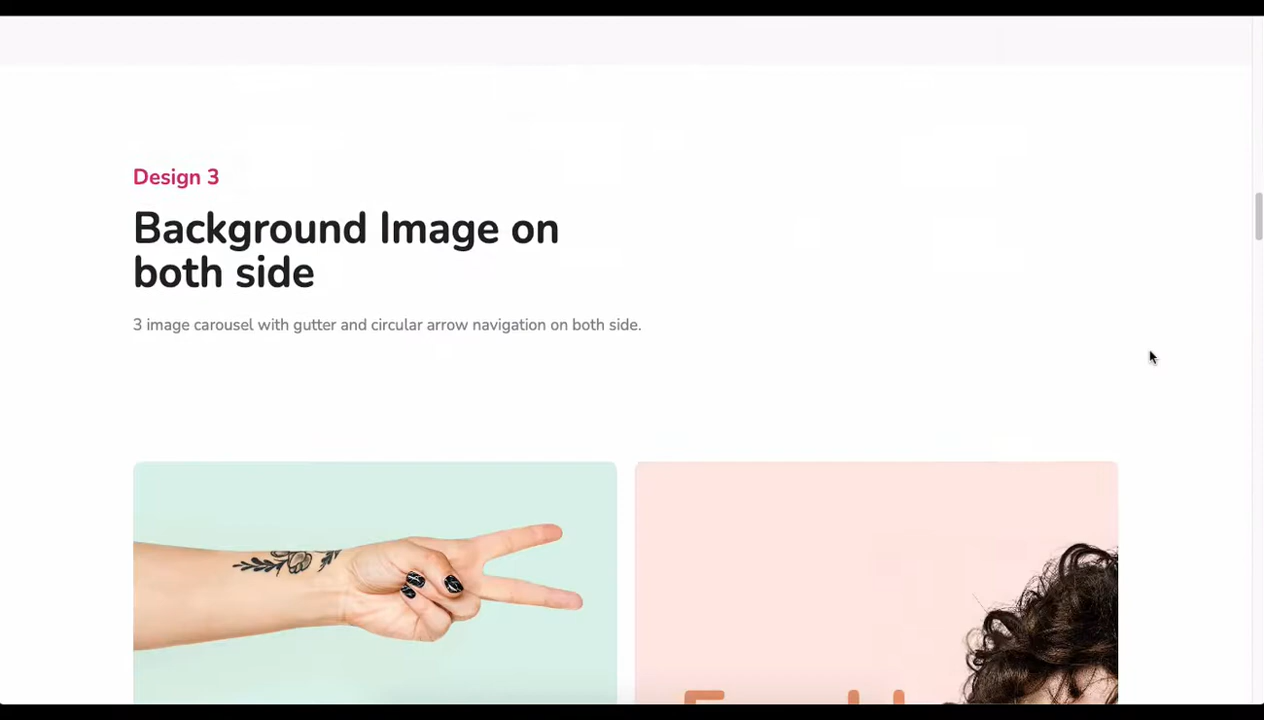 Design 3
Background Image on
both side
3 image carousel with gutter and circular arrow navigation on both side.